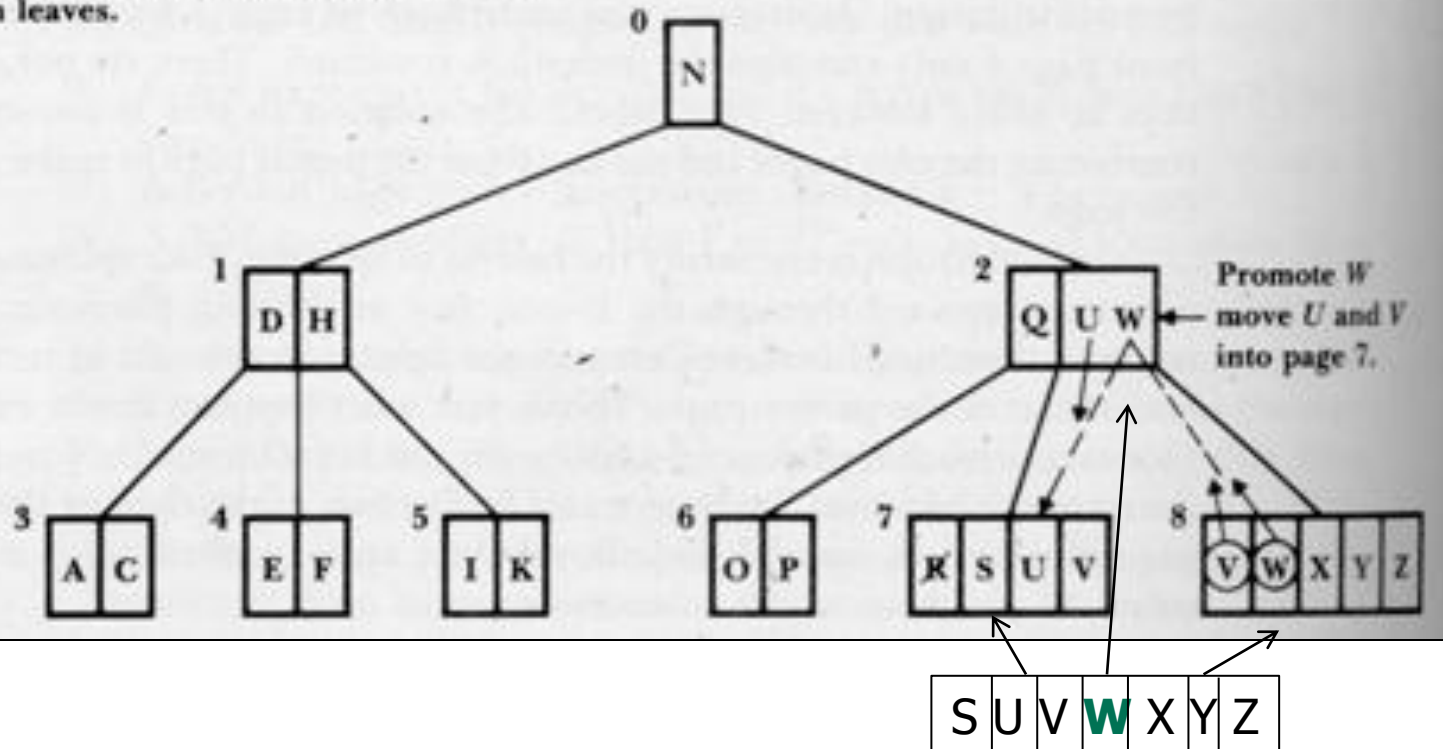 leaves.
0
N
1
D H
2
Q U W
Promote W
move U and V
into page 7.
3
A C
4
E F
5
I K
6
O P
7
R S U V
8
V W X Y Z
S U V W X Y Z